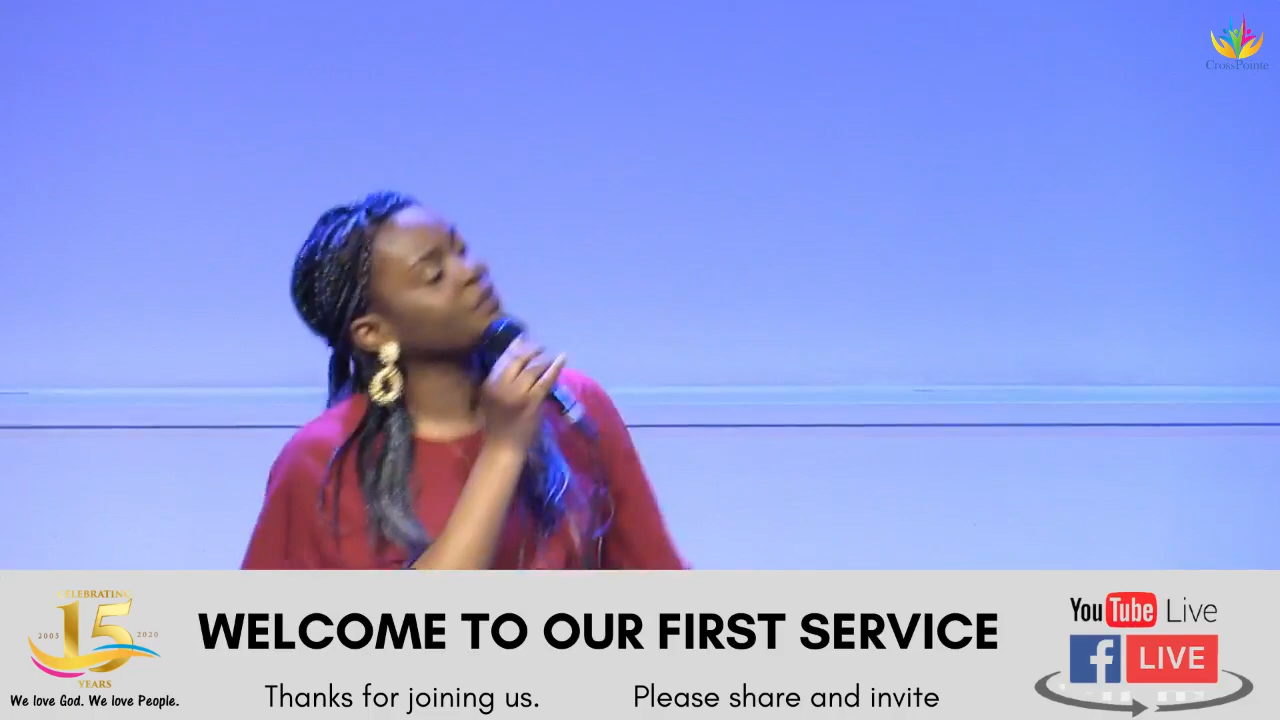 CrossPointe
CELEBRATING
15
2005 2020
YEARS
We love God. We love People.
WELCOME TO OUR FIRST SERVICE
Thanks for joining us. Please share and invite
YouTube Live
f LIVE